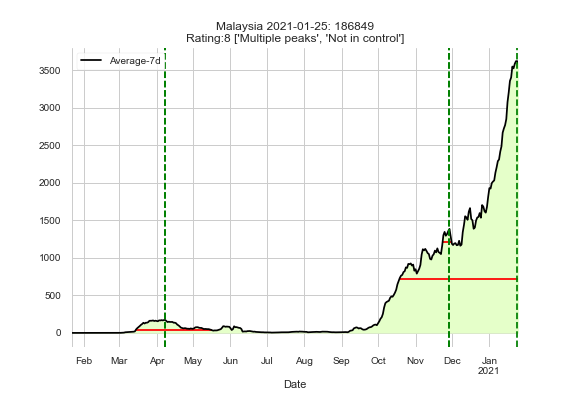 Malaysia 2021-01-25: 186849
Rating:8 ['Multiple peaks', 'Not in control']
Average-7d
3500
3000
2500
2000
1500
1000
500
0
Feb Mar Apr May Jun Jul Aug Sep Oct Nov Dec Jan
2021
Date